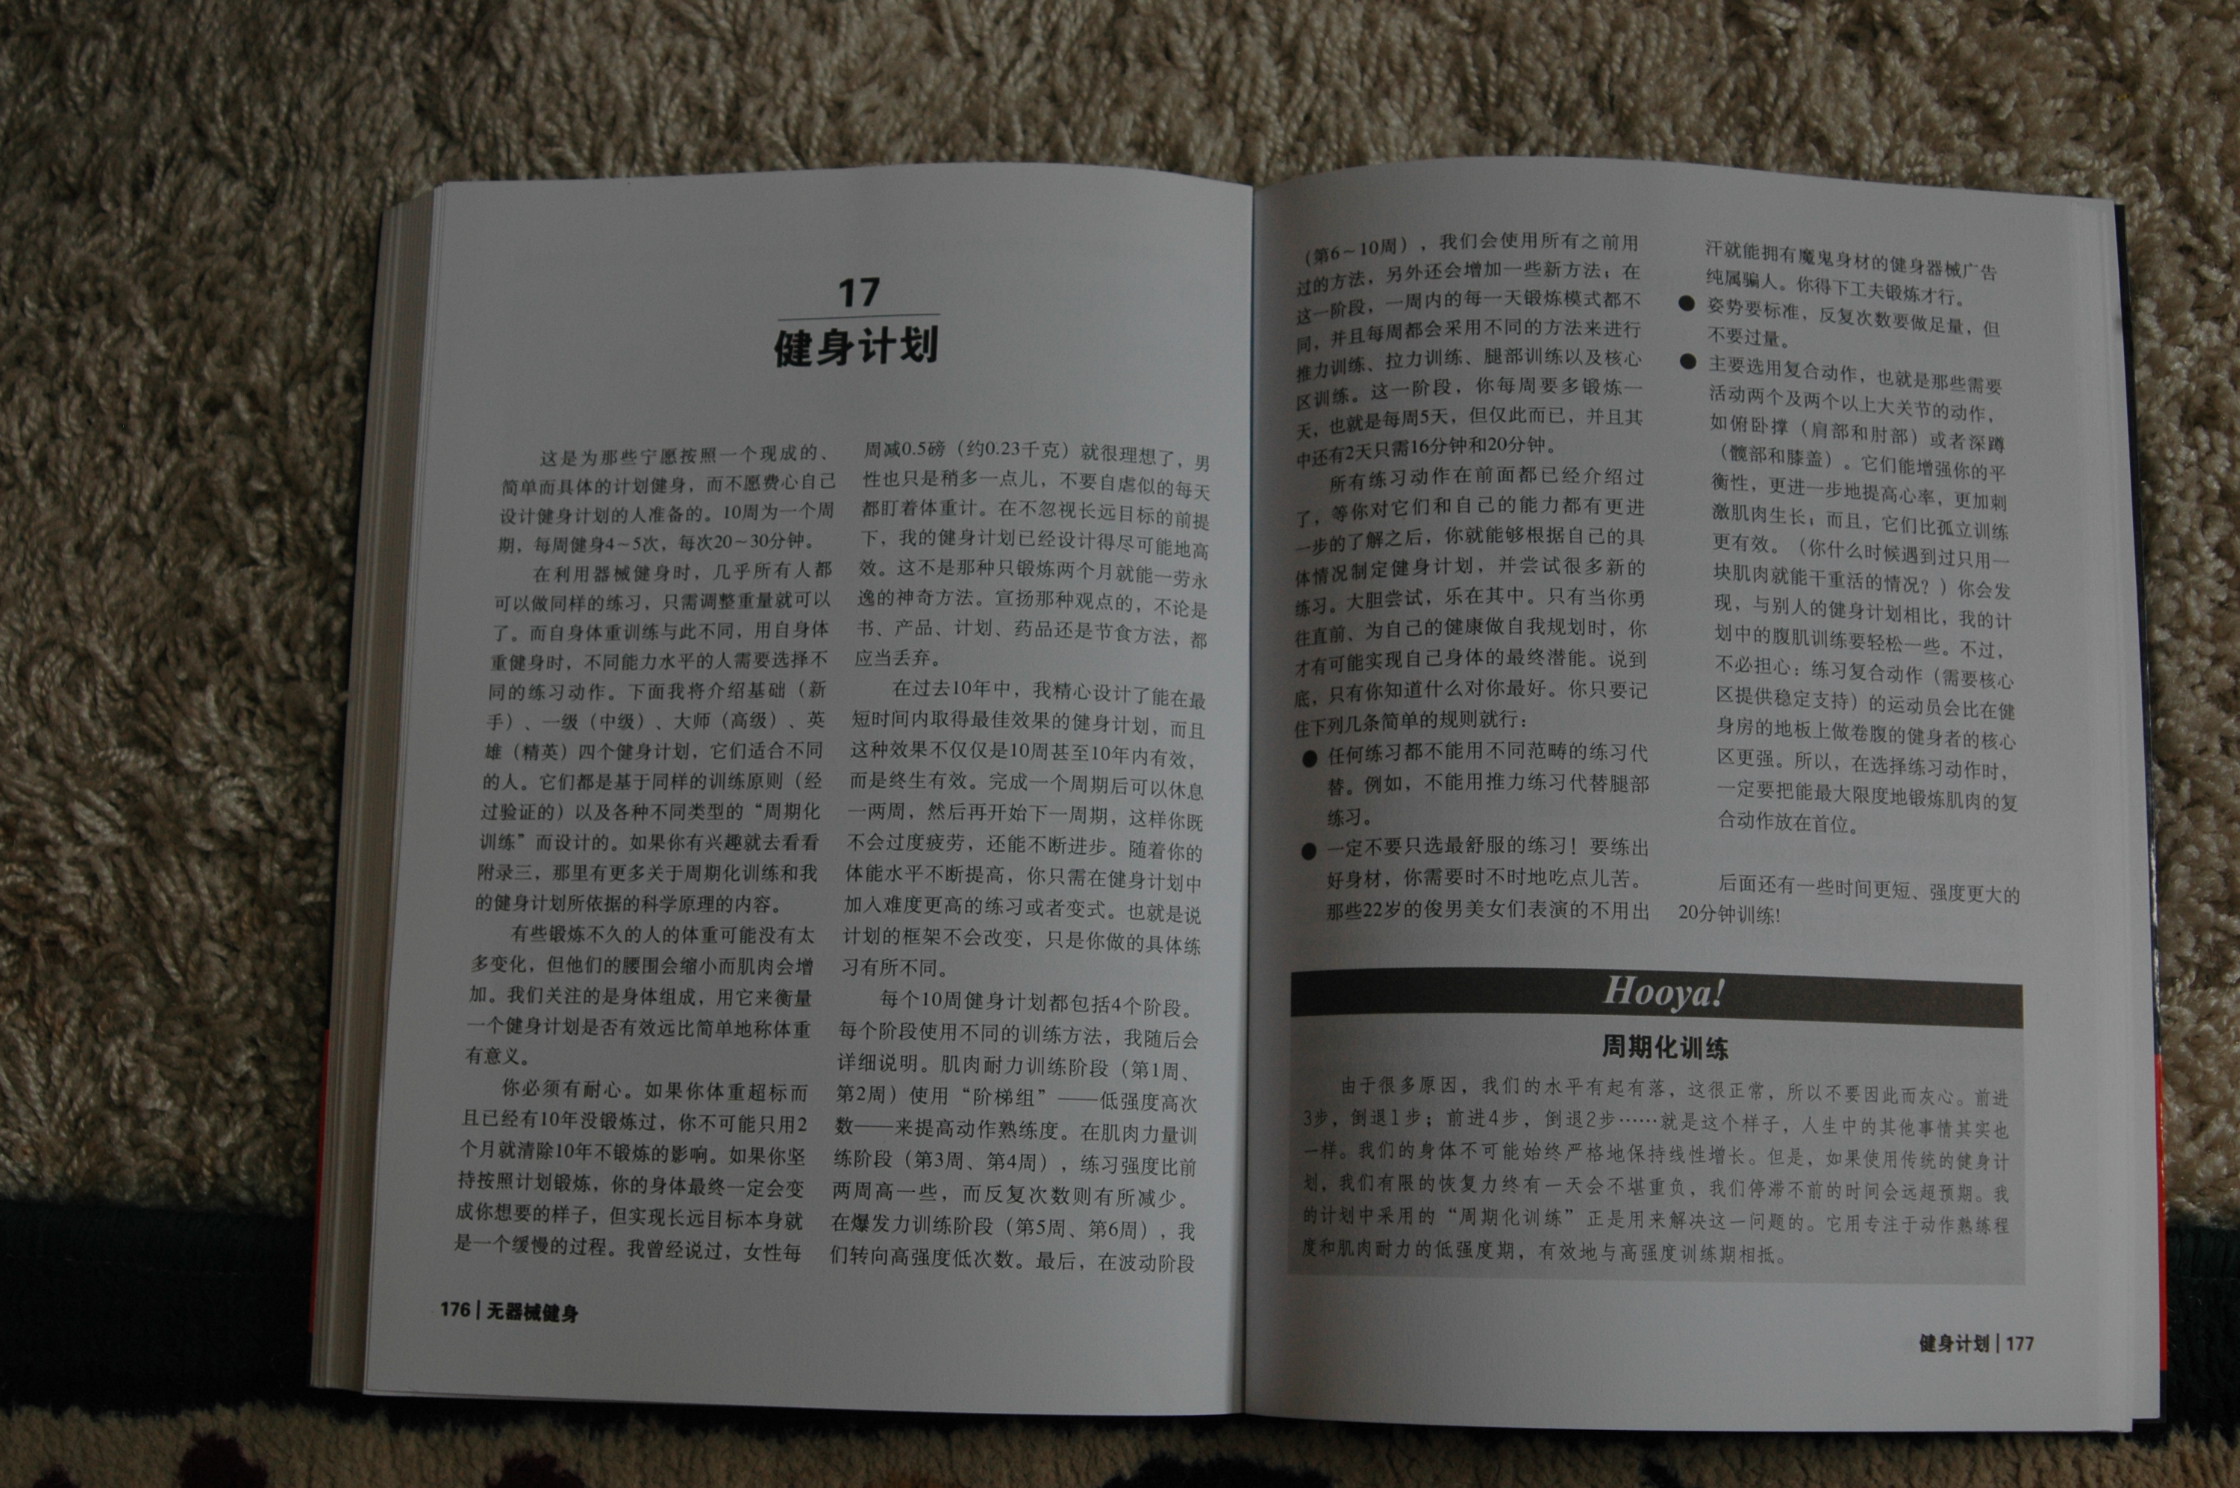 17
健身计划
这是为那些宁愿按照一个现成的、
简单而具体的计划健身，而不愿费心自己
设计健身计划的人准备的。10周为一个周
期，每周健身4～5次，每次20～30分钟。
在利用器械健身时，几乎所有人都
可以做同样的练习，只需调整重量就可以
了。而自身体重训练与此不同，用自身体
重健身时，不同能力水平的人需要选择不
同的练习动作。下面我将介绍基础（新
手）、一级（中级）、大师（高级）、英
雄（精英）四个健身计划，它们适合不同
的人。它们都是基于同样的训练原则（经
过验证的）以及各种不同类型的“周期化
训练”而设计的。如果你有兴趣就去看看
附录三，那里有更多关于周期化训练和我
的健身计划所依据的科学原理的内容。
有些锻炼不久的人的体重可能没有太
多变化，但他们的腰围会缩小而肌肉会增
加。我们关注的是身体组成，用它来衡量
一个健身计划是否有效远比简单地称体重
有意义。
你必须有耐心。如果你体重超标而
且已经有10年没锻炼过，你不可能只用2
个月就清除10年不锻炼的影响。如果你坚
持按照计划锻炼，你的身体最终一定会变
成你想要的样子，但实现长远目标本身就
是一个缓慢的过程。我曾经说过，女性每
周减0.5磅（约0.23千克）就很理想了，男
性也只是稍多一点儿，不要自虐似的每天
都盯着体重计。在不忽视长远目标的前提
下，我的健身计划已经设计得尽可能地高
效。这不是那种只锻炼两个月就能一劳永
逸的神奇方法。宣扬那种观点的，不论是
书、产品、计划、药品还是节食方法，都
应当丢弃。
在过去10年中，我精心设计了能在最
短时间内取得最佳效果的健身计划，而且
这种效果不仅仅是10周甚至10年内有效，
而是终生有效。完成一个周期后可以休息
一两周，然后再开始下一周期，这样你既
不会过度疲劳，还能不断进步。随着你的
体能水平不断提高，你只需在健身计划中
加入难度更高的练习或者变式。也就是说
计划的框架不会改变，只是你做的具体练
习有所不同。
每个10周健身计划都包括4个阶段。
每个阶段使用不同的训练方法，我随后会
详细说明。肌肉耐力训练阶段（第1周、
第2周）使用“阶梯组”——低强度高次
数——来提高动作熟练度。在肌肉力量训
练阶段（第3周、第4周），练习强度比前
两周高一些，而反复次数则有所减少。
在爆发力训练阶段（第5周、第6周），我
们转向高强度低次数。最后，在波动阶段
176 | 无器械健身
（第6～10周），我们会使用所有之前用
过的方法，另外还会增加一些新方法；在
这一阶段，一周内的每一天锻炼模式都不
同，并且每周都会采用不同的方法来进行
推力训练、拉力训练、腿部训练以及核心
区训练。这一阶段，你每周要多锻炼一
天，也就是每周5天，但仅此而已，并且其
中还有2天只需16分钟和20分钟。
所有练习动作在前面都已经介绍过
了，等你对它们和自己的能力都有更进
一步的了解之后，你就能够根据自己的具
体情况制定健身计划，并尝试很多新的
练习。大胆尝试，乐在其中。只有当你勇
往直前、为自己的健康做自我规划时，你
才有可能实现自己身体的最终潜能。说到
底，只有你知道什么对你最好。你只要记
住下列几条简单的规则就行：
● 任何练习都不能用不同范畴的练习代
替。例如，不能用推力练习代替腿部
练习。
● 一定不要只选最舒服的练习！要练出
好身材，你需要时不时地吃点儿苦。
那些22岁的俊男美女们表演的不用出
汗就能拥有魔鬼身材的健身器械广告
纯属骗人。你得下工夫锻炼才行。
● 姿势要标准，反复次数要做足量，但
不要过量。
● 主要选用复合动作，也就是那些需要
活动两个及两个以上大关节的动作，
如俯卧撑（肩部和肘部）或者深蹲
（髋部和膝盖）。它们能增强你的平
衡性，更进一步地提高心率，更加刺
激肌肉生长，而且，它们比孤立训练
更有效。（你什么时候遇到过只用一
块肌肉就能干重活的情况？）你会发
现，与别人的健身计划相比，我的计
划中的腹肌训练要轻松一些。不过，
不必担心：练习复合动作（需要核心
区提供稳定支持）的运动员会比在健
身房的地板上做卷腹的健身者的核心
区更强。所以，在选择练习动作时，
一定要把能最大限度地锻炼肌肉的复
合动作放在首位。
后面还有一些时间更短、强度更大的
20分钟训练！
Hooya!
周期化训练
由于很多原因，我们的水平有起有落，这很正常，所以不要因此而灰心。前进
3步，倒退1步；前进4步，倒退2步……就是这个样子，人生中的其他事情其实也
一样。我们的身体不可能始终严格地保持线性增长。但是，如果使用传统的健身计
划，我们有限的恢复力终有一天会不堪重负，我们停滞不前的时间会远超预期。我
的计划中采用的“周期化训练”正是用来解决这一问题的。它用专注于动作熟练程
度和肌肉耐力的低强度期，有效地与高强度训练期相抵。
健身计划 | 177